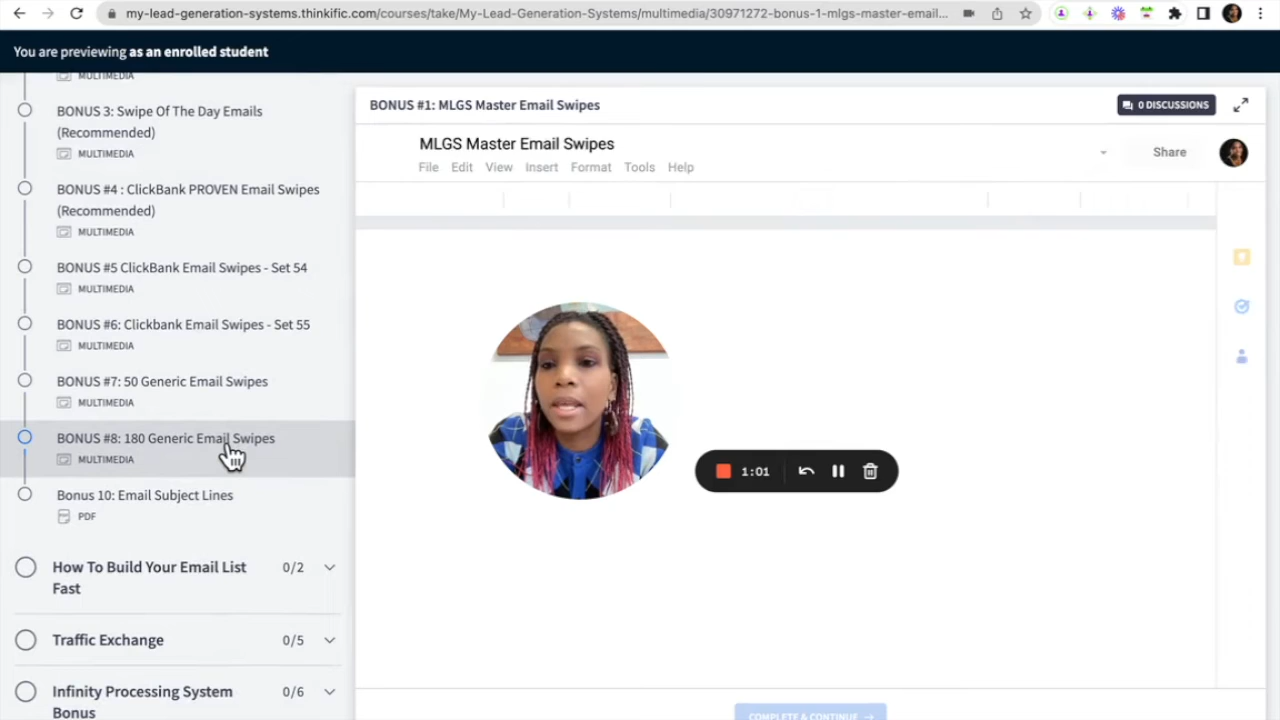 my-lead-generation-systems.thinkific.com/courses/take/My-Lead-Generation-Systems/multimedia/30971272-bonus-1-mlgs-master-email...
You are previewing as an enrolled student
MULTIMEDIA
BONUS 3: Swipe Of The Day Emails
(Recommended)
MULTIMEDIA
BONUS #4 : ClickBank PROVEN Email Swipes
(Recommended)
MULTIMEDIA
BONUS #5 ClickBank Email Swipes - Set 54
MULTIMEDIA
BONUS #6: Clickbank Email Swipes - Set 55
MULTIMEDIA
BONUS #7: 50 Generic Email Swipes
MULTIMEDIA
BONUS #8: 180 Generic Email Swipes
MULTIMEDIA
Bonus 10: Email Subject Lines
PDF
How To Build Your Email List
Fast
0/2
Traffic Exchange 0/5
Infinity Processing System
Bonus
0/6
BONUS #1: MLGS Master Email Swipes
0 DISCUSSIONS
MLGS Master Email Swipes
File Edit View Insert Format Tools Help
Share
1:01
COMPLETE & CONTINUE →